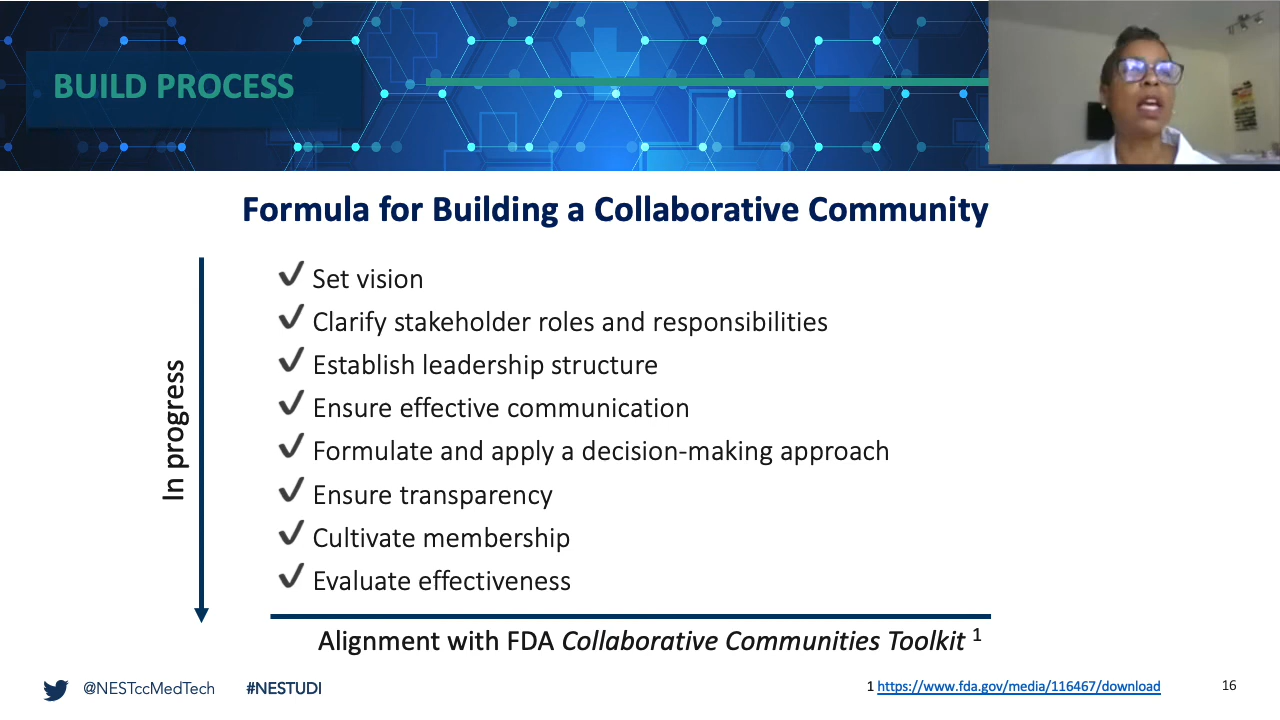 BUILD PROCESS
Formula for Building a Collaborative Community
In progress
✔ Set vision
✔ Clarify stakeholder roles and responsibilities
✔ Establish leadership structure
✔ Ensure effective communication
✔ Formulate and apply a decision-making approach
✔ Ensure transparency
✔ Cultivate membership
✔ Evaluate effectiveness
Alignment with FDA Collaborative Communities Toolkit 1
@NESTccMedTech #NESTUDI
1 https://www.fda.gov/media/116467/download
16